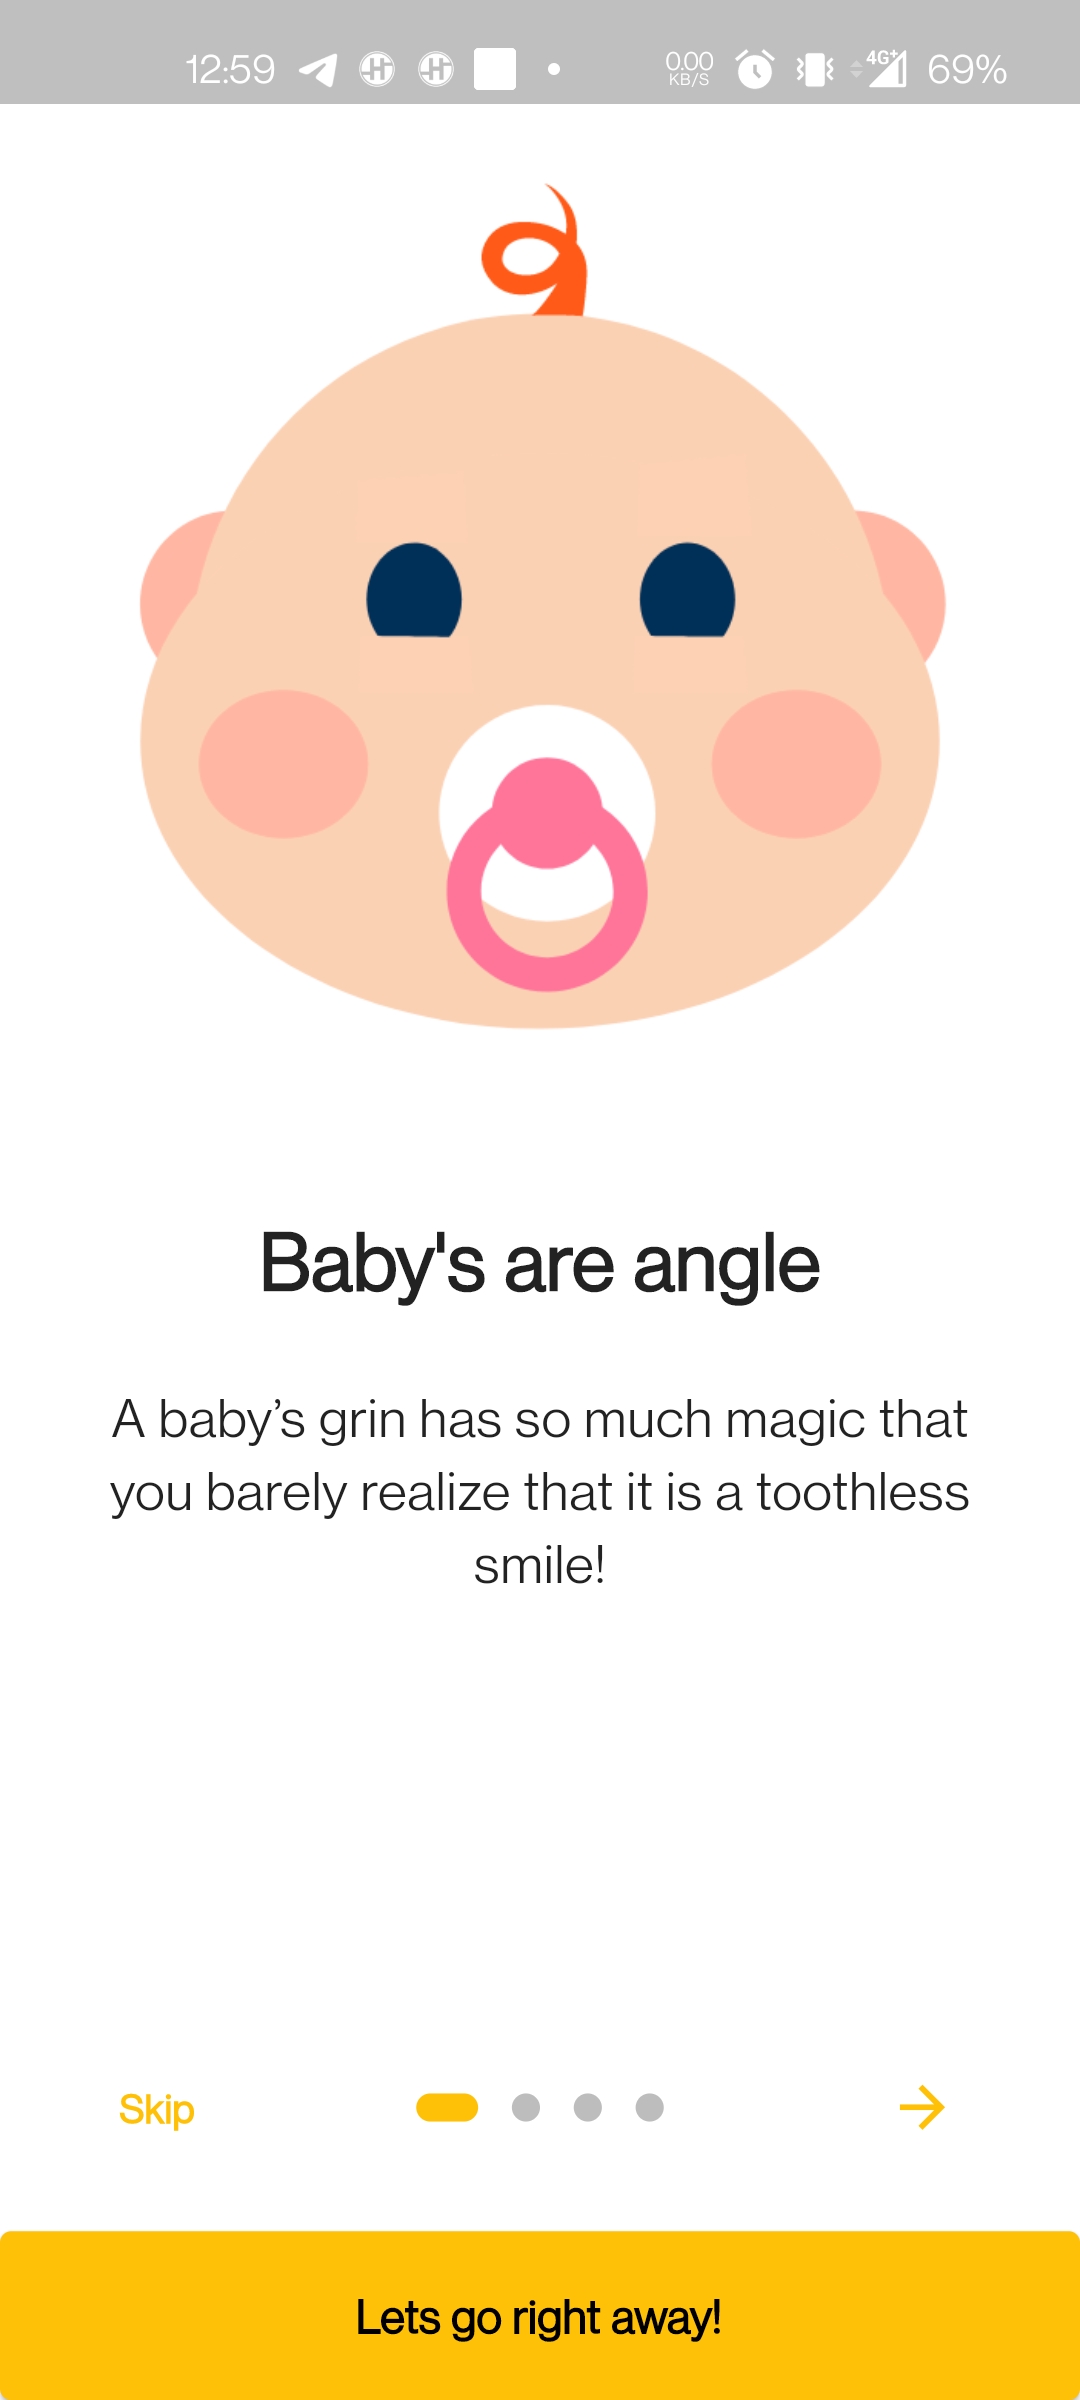 12:59
0.00
KB/S
4G+
69%
Baby's are angle
A baby’s grin has so much magic that
you barely realize that it is a toothless
smile!
Skip
Lets go right away!